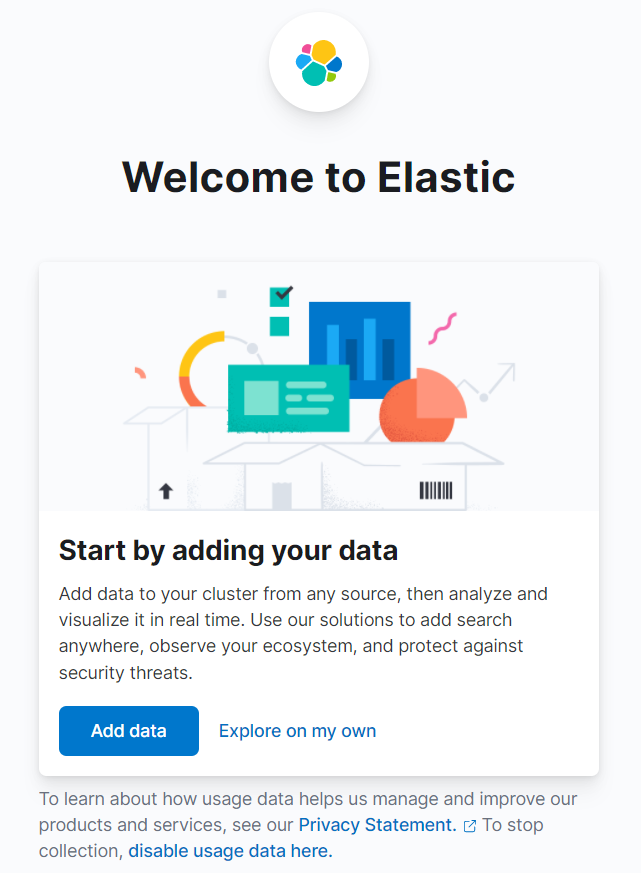 Welcome to Elastic
Start by adding your data
Add data to your cluster from any source, then analyze and
visualize it in real time. Use our solutions to add search
anywhere, observe your ecosystem, and protect against
security threats.
Add data
Explore on my own
To learn about how usage data helps us manage and improve our
products and services, see our Privacy Statement. To stop
collection, disable usage data here.